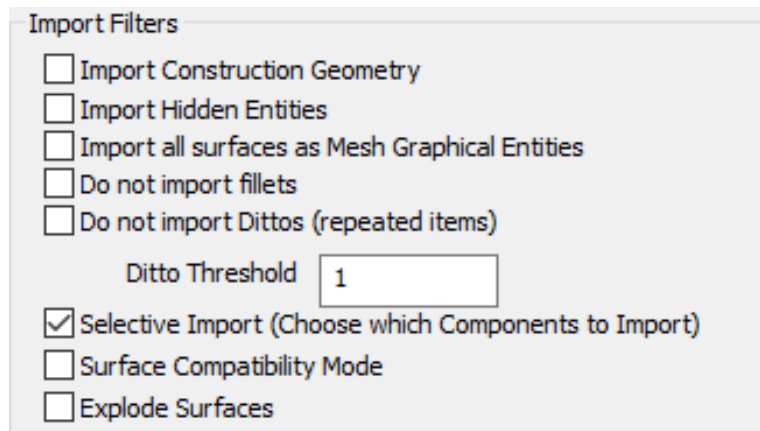 Import Filters
Import Construction Geometry
Import Hidden Entities
Import all surfaces as Mesh Graphical Entities
Do not import fillets
Do not import Dittos (repeated items)
Ditto Threshold 1
Selective Import (Choose which Components to Import)
Surface Compatibility Mode
Explode Surfaces